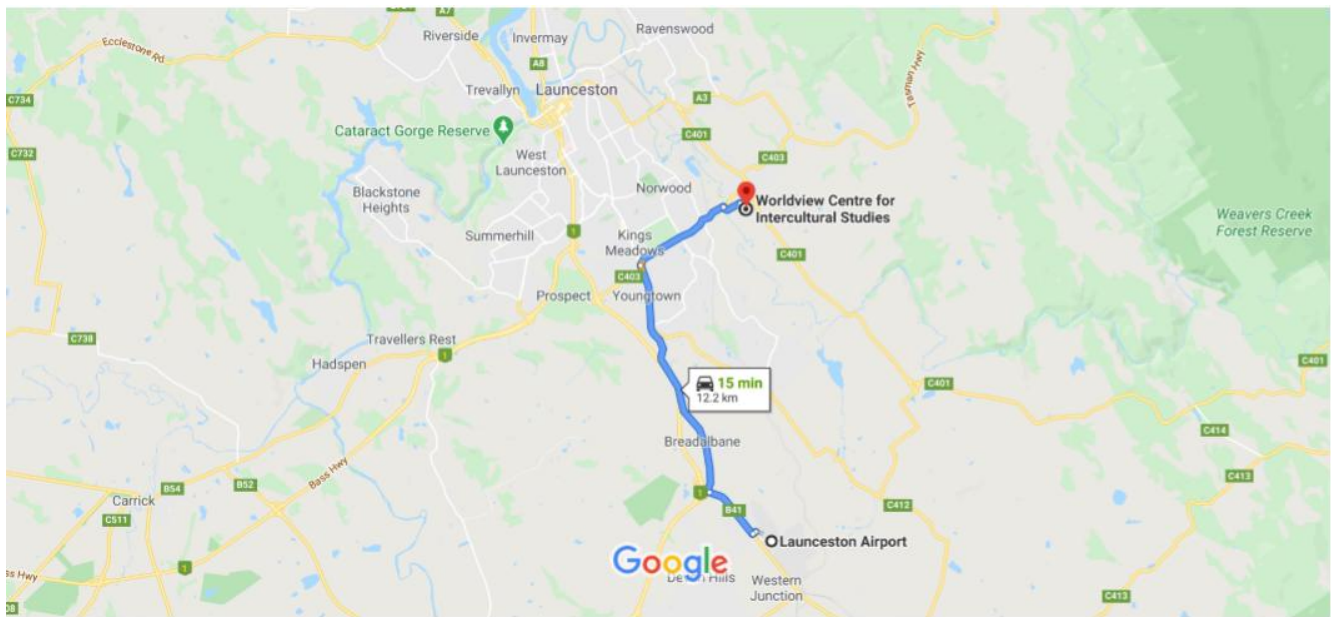 A7
Riverside
Invermay
Ravenswood
Ecclestone Rd
A8
C734
Trevallyn
Launceston
A3
Tasman Hwy
Cataract Gorge Reserve
C401
C732
West
Launceston
C403
Blackstone
Heights
Norwood
Worldview Centre for
Intercultural Studies
Weavers Creek
Forest Reserve
Summerhill
1
Kings
Meadows
C401
C403
Prospect
Youngtown
C738
Travellers Rest
1
Hadspen
15 min
12.2 km
C401
C401
Breadalbane
C414
Bass Hwy
C413
B54
B52
1
Carrick
B41
C412
C511
Launceston Airport
Google
1
Western
Junction
C413